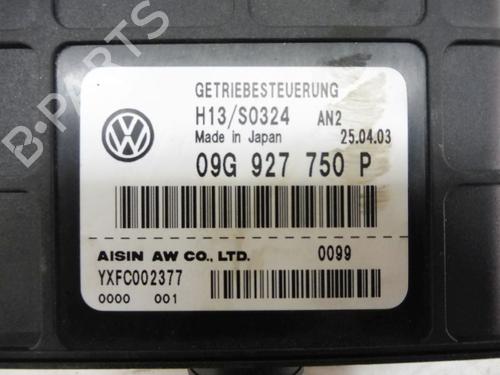 B-PARTS
GETRIEBESTEUERUNG
H13/S0324 AN2
Made in Japan 25.04.03
09G 927 750 P
AISIN AW CO., LTD. 0099
YXFC002377
0000 001